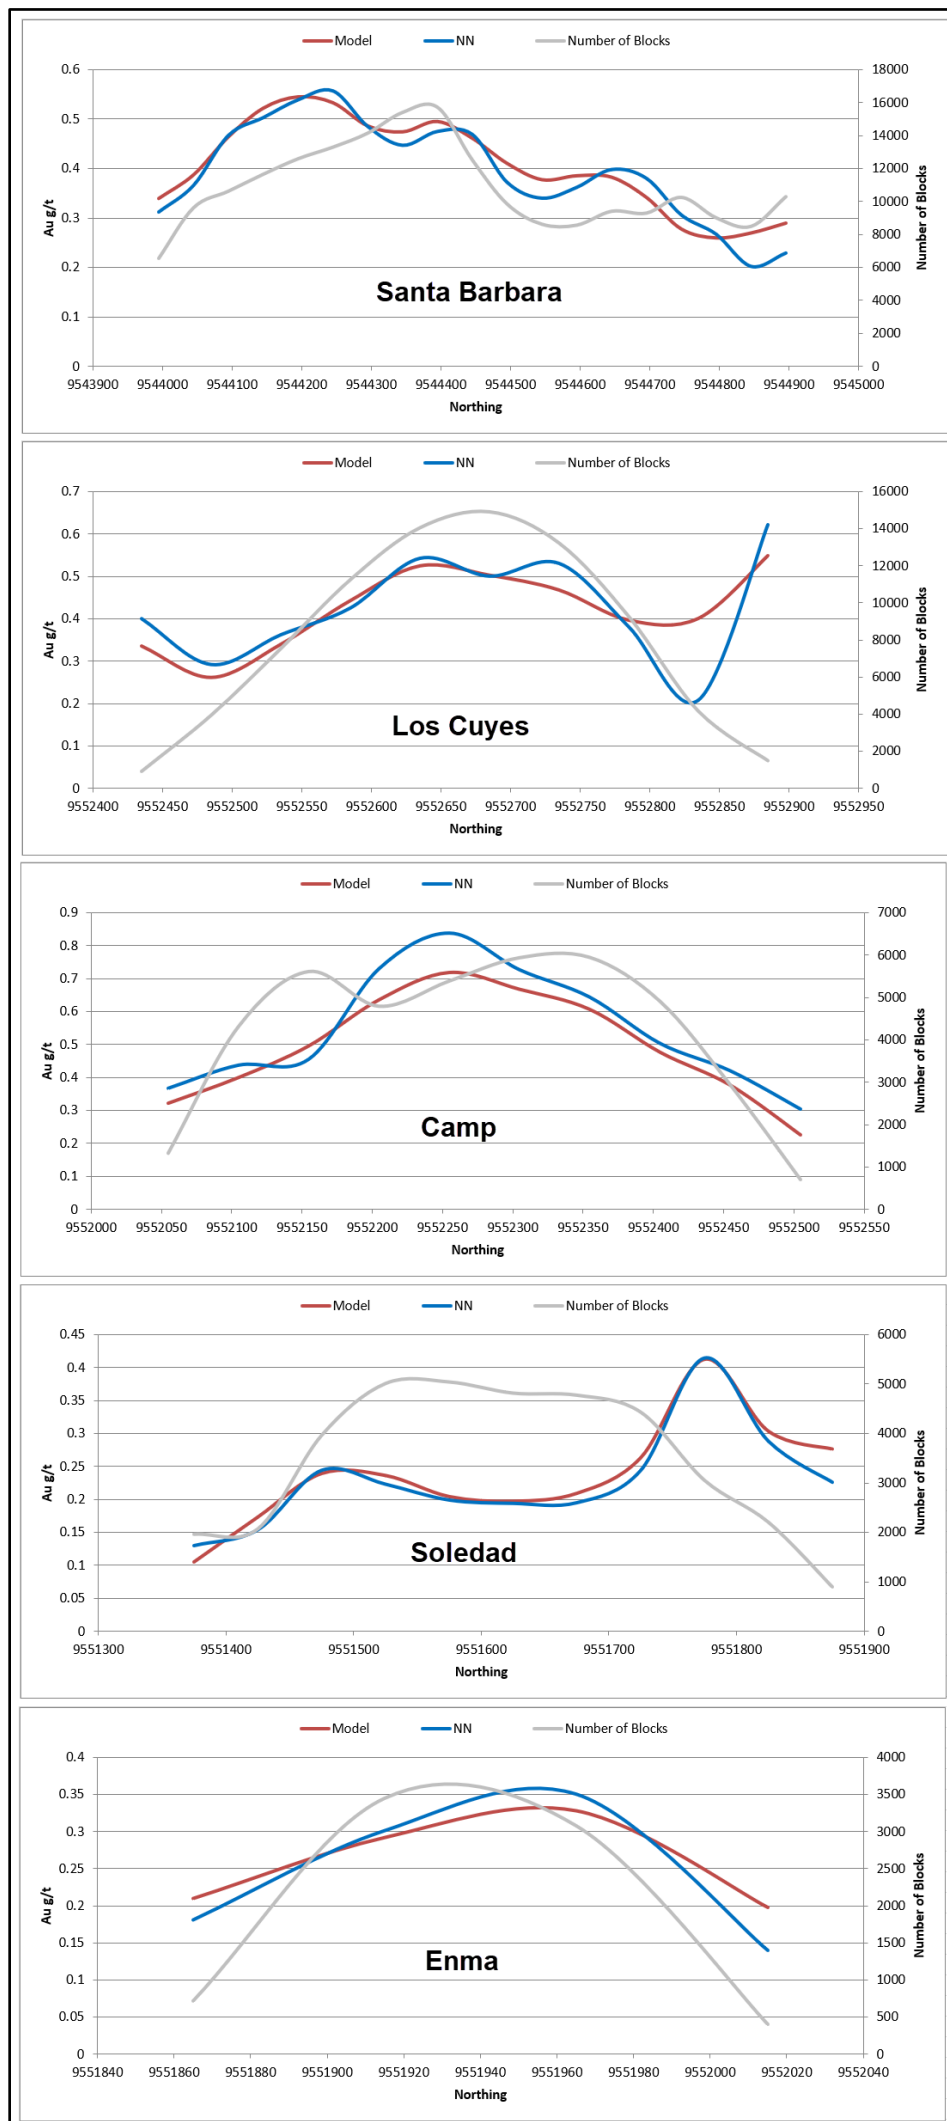 Model NN Number of Blocks
0.6 18000
0.5 16000
0.4 14000
0.3 12000
0.2 10000
0.1 8000
0 6000
4000
2000
0
Au g/t
Number of Blocks
Santa Barbara
9543900 9544000 9544100 9544200 9544300 9544400 9544500 9544600 9544700 9544800 9544900 9545000
Northing
Model NN Number of Blocks
0.7 16000
0.6 14000
0.5 12000
0.4 10000
0.3 8000
0.2 6000
0.1 4000
0 2000
0
Au g/t
Number of Blocks
Los Cuyes
9552400 9552450 9552500 9552550 9552600 9552650 9552700 9552750 9552800 9552850 9552900 9552950
Northing
Model NN Number of Blocks
0.9 7000
0.8 6000
0.7 5000
0.6 4000
0.5 3000
0.4 2000
0.3 1000
0.2 0
0.1
0
Au g/t
Number of Blocks
Camp
9552000 9552050 9552100 9552150 9552200 9552250 9552300 9552350 9552400 9552450 9552500 9552550
Northing
Model NN Number of Blocks
0.45 6000
0.4 5000
0.35 4000
0.3 3000
0.25 2000
0.2 1000
0.15 0
0.1
0.05
0
Au g/t
Number of Blocks
Soledad
9551300 9551400 9551500 9551600 9551700 9551800 9551900
Northing
Model NN Number of Blocks
0.4 4000
0.35 3500
0.3 3000
0.25 2500
0.2 2000
0.15 1500
0.1 1000
0.05 500
0 0
Au g/t
Number of Blocks
Enma
9551840 9551860 9551880 9551900 9551920 9551940 9551960 9551980 9552000 9552020 9552040
Northing